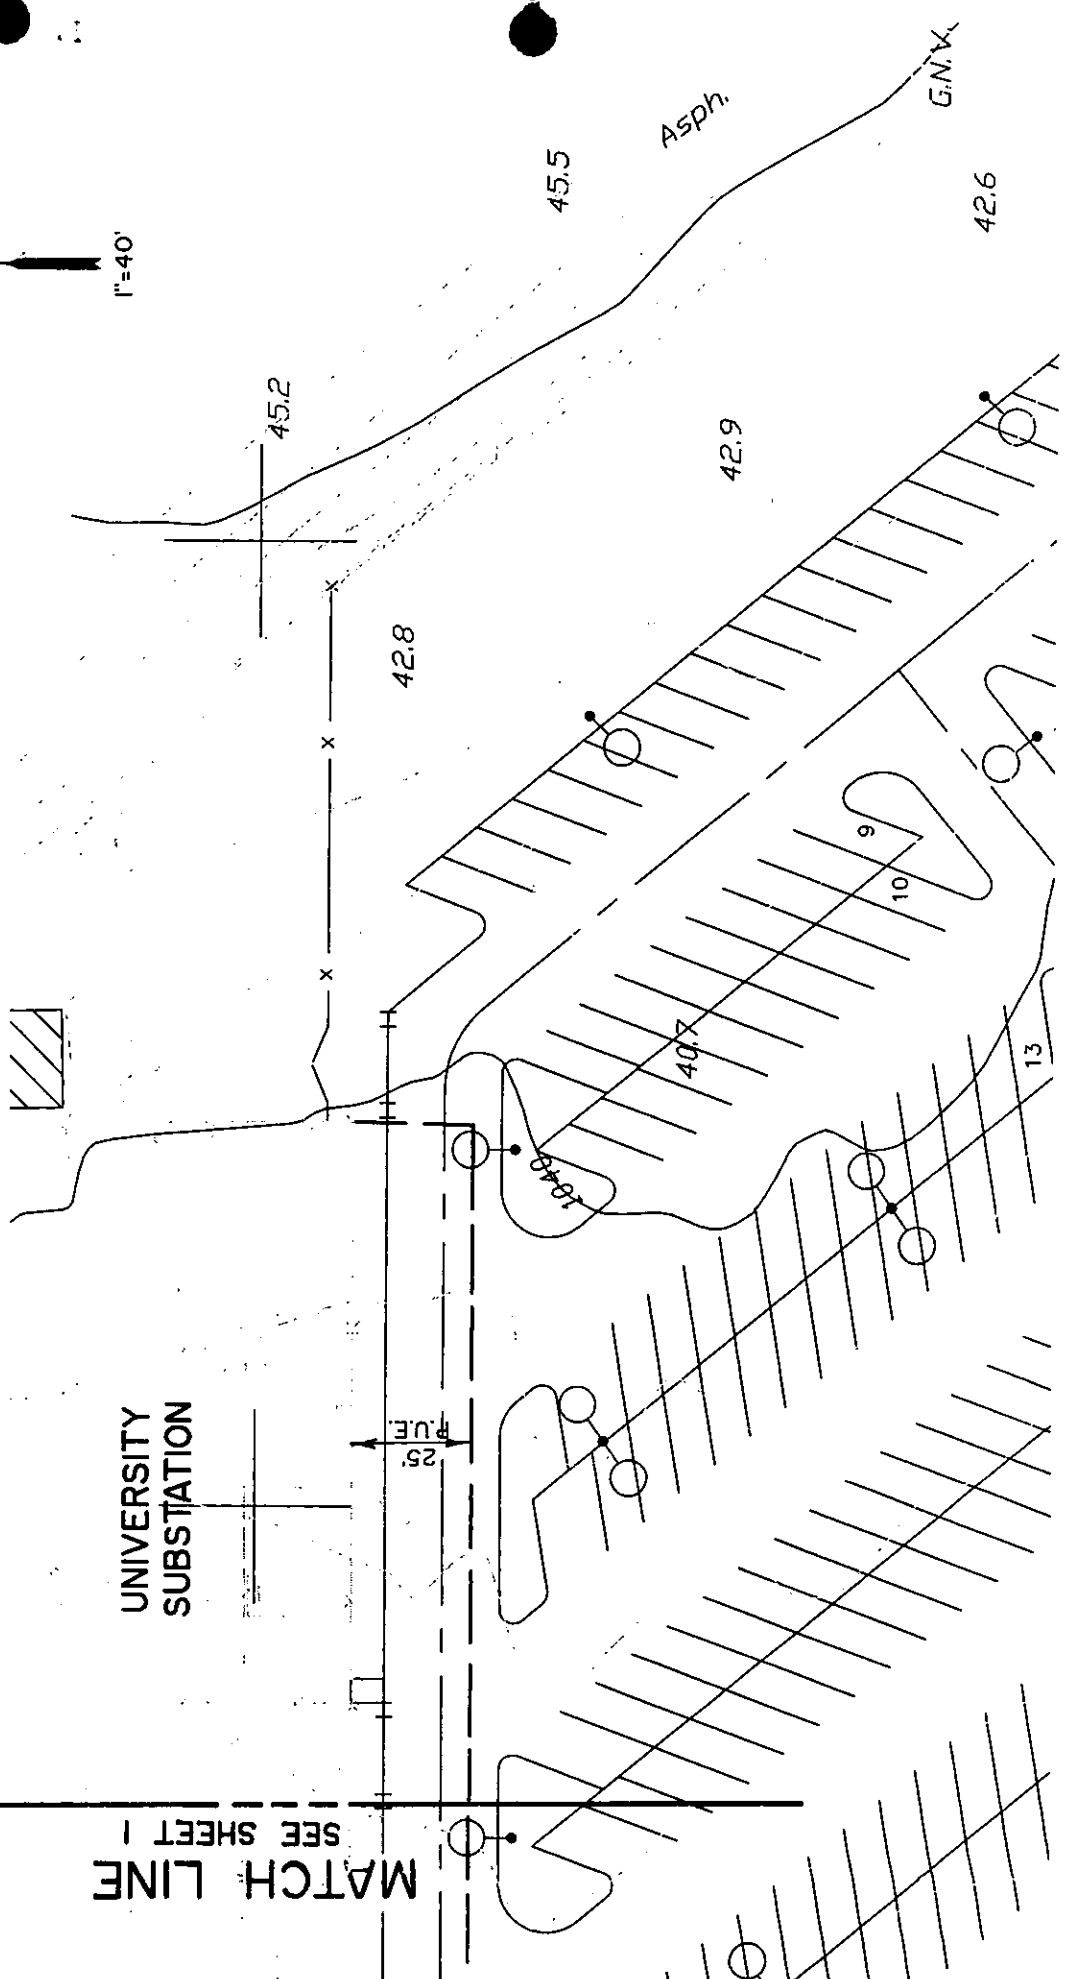 1"=40'
Asph.
G.N.V.
45.5
42.6
45.2
42.9
42.8
9
10
40.7
13
1040
UNIVERSITY
SUBSTATION
25'
P.U.E.
MATCH LINE
SEE SHEET 1